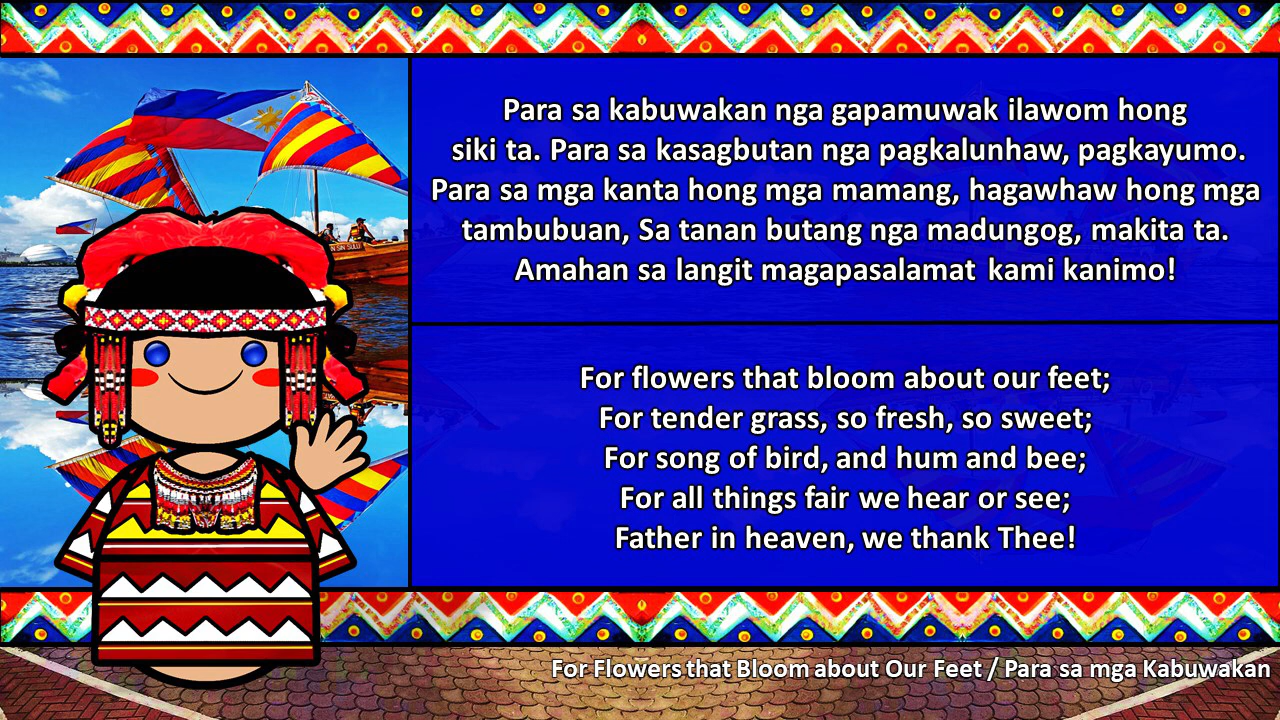 Para sa kabuwakan nga gapamuwak ilawom hong
siki ta. Para sa kasagbutan nga pagkalunhaw, pagkayumo.
Para sa mga kanta hong mga mamang, hagawhaw hong mga
tambubuan, Sa tanan butang nga madungog, makita ta.
Amahan sa langit magapasalamat kami kanimo!
For flowers that bloom about our feet;
For tender grass, so fresh, so sweet;
For song of bird, and hum and bee;
For all things fair we hear or see;
Father in heaven, we thank Thee!
For Flowers that Bloom about Our Feet / Para sa mga Kabuwakan